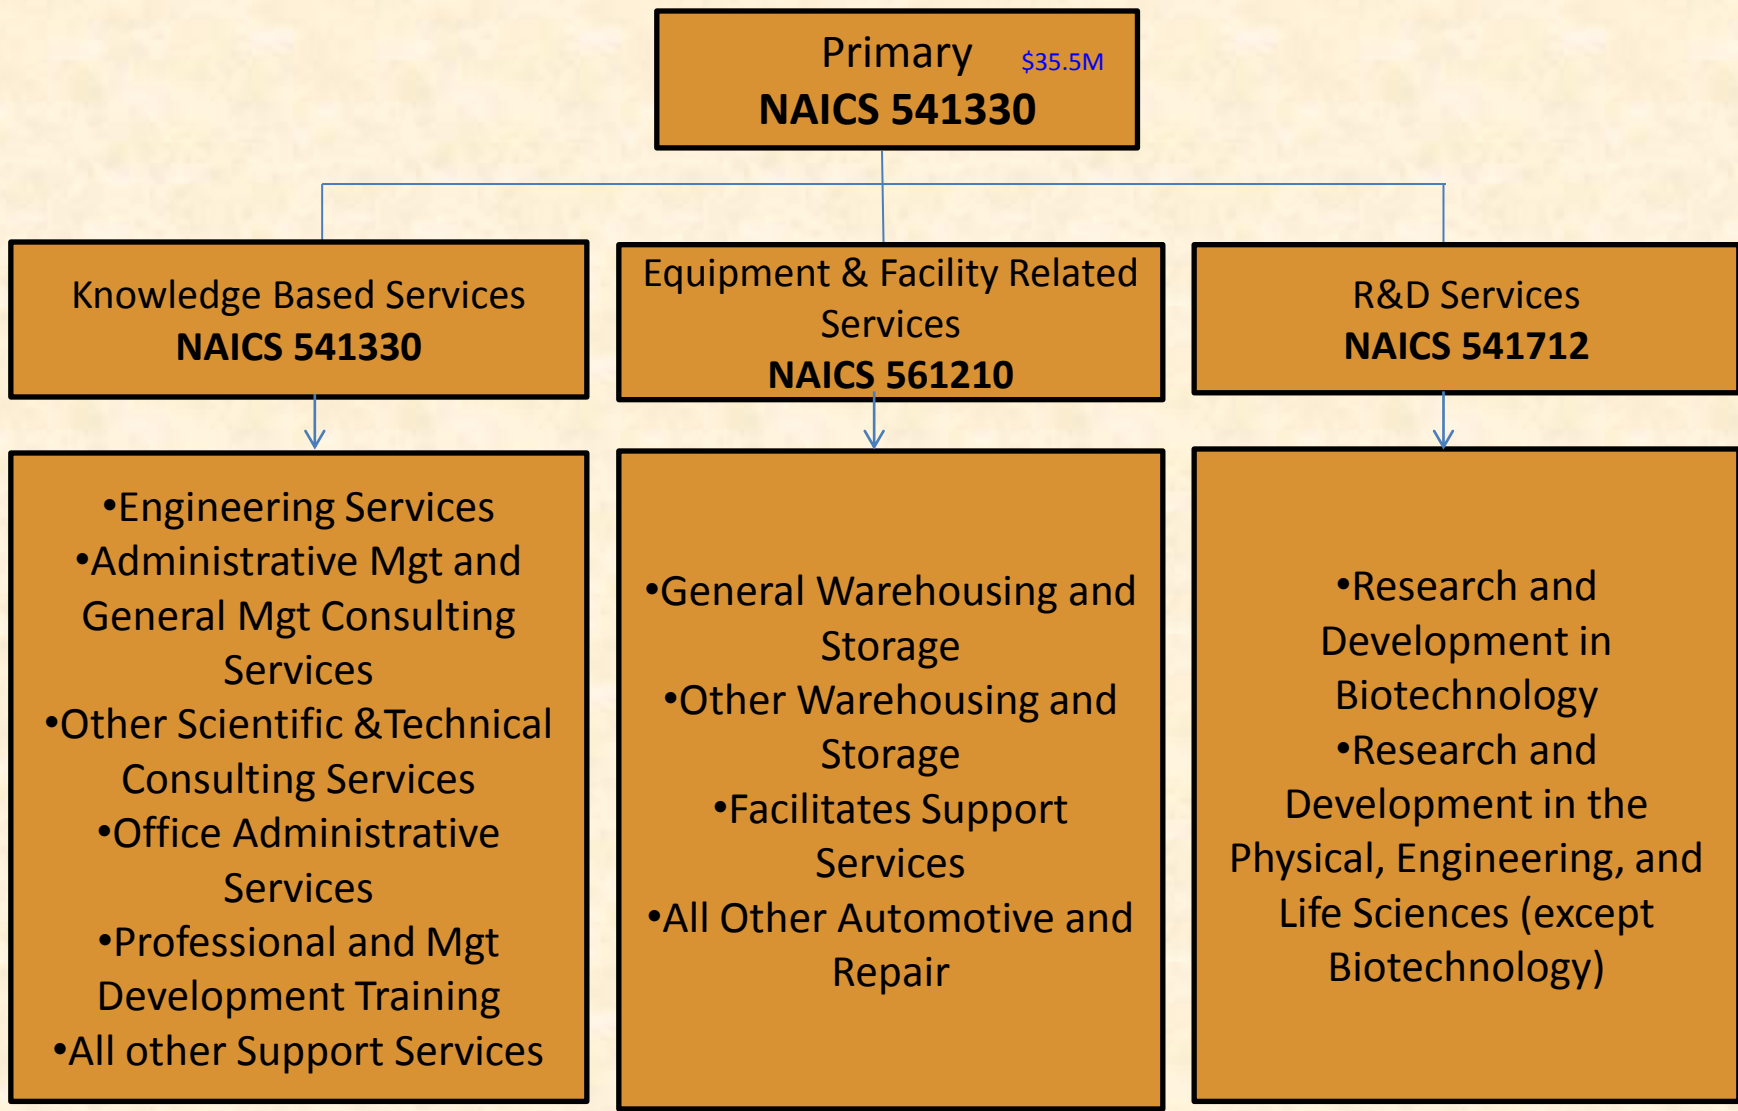 Primary $35.5M
NAICS 541330
Knowledge Based Services
NAICS 541330
Equipment & Facility Related
Services
NAICS 561210
R&D Services
NAICS 541712
•Engineering Services
•Administrative Mgt and
General Mgt Consulting
Services
•Other Scientific &Technical
Consulting Services
•Office Administrative
Services
•Professional and Mgt
Development Training
•All other Support Services
•General Warehousing and
Storage
•Other Warehousing and
Storage
•Facilitates Support
Services
•All Other Automotive and
Repair
•Research and
Development in
Biotechnology
•Research and
Development in the
Physical, Engineering, and
Life Sciences (except
Biotechnology)